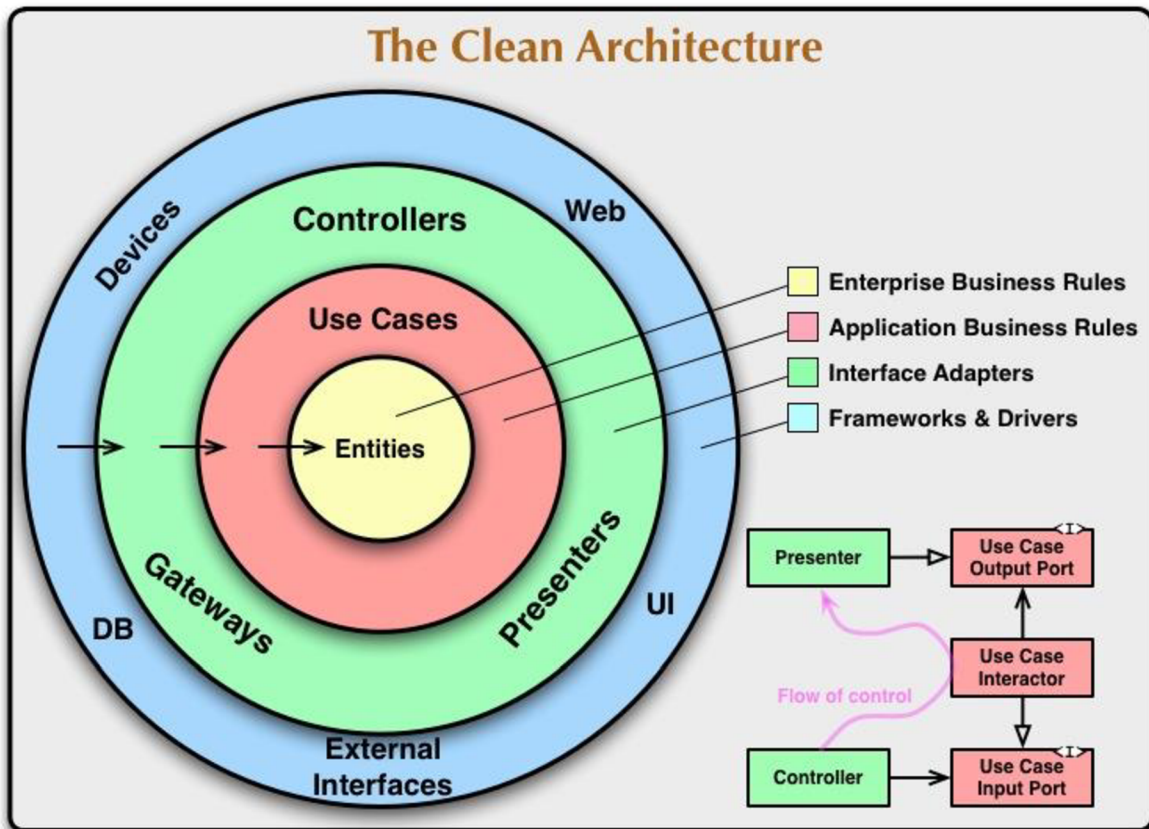 The Clean Architecture
Devices
Controllers
Web
Use Cases
Entities
Gateways
Presenters
DB
UI
External
Interfaces
Enterprise Business Rules
Application Business Rules
Interface Adapters
Frameworks & Drivers
Presenter
<I>
Use Case
Output Port
Use Case
Interactor
Flow of control
Controller
<I>
Use Case
Input Port